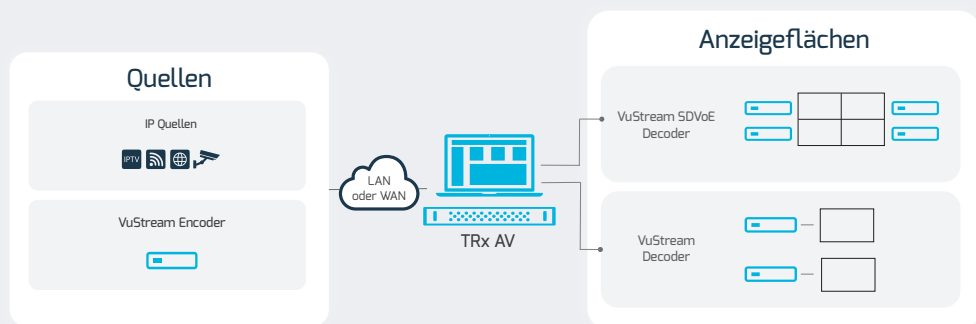 Quellen
IP Quellen
IPTV
VuStream Encoder
LAN
oder WAN
TRx AV
Anzeigeflächen
VuStream SDVoE
Decoder
VuStream
Decoder